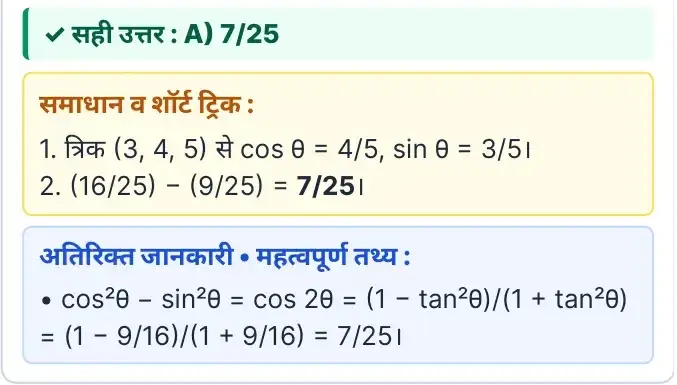 ✓ सही उत्तर : A) 7/25
समाधान व शॉर्ट ट्रिक :
1. त्रिक (3, 4, 5) से cos θ = 4/5, sin θ = 3/5।
2. (16/25) − (9/25) = 7/25।
अतिरिक्त जानकारी • महत्वपूर्ण तथ्य :
• cos²θ − sin²θ = cos 2θ = (1 − tan²θ)/(1 + tan²θ)
= (1 − 9/16)/(1 + 9/16) = 7/25।